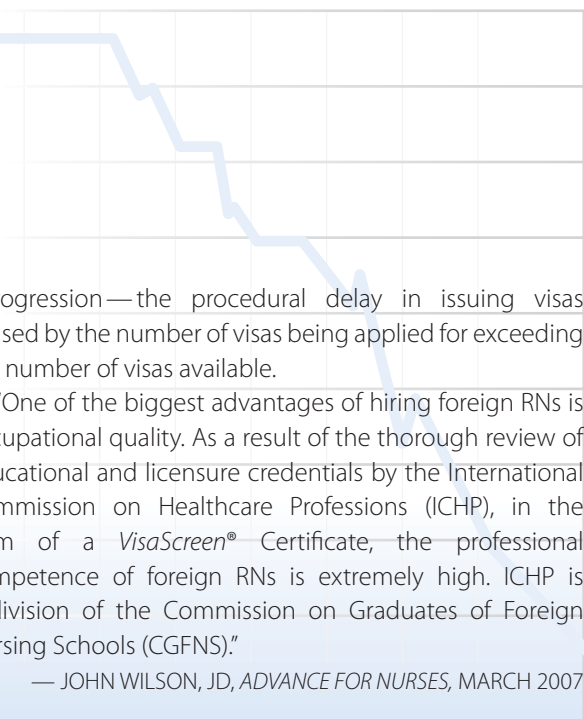 ogression — the procedural delay in issuing visas
sed by the number of visas being applied for exceeding
number of visas available.
"One of the biggest advantages of hiring foreign RNs is
cupational quality. As a result of the thorough review of
ucational and licensure credentials by the International
mmission on Healthcare Professions (ICHP), in the
m of a VisaScreen® Certificate, the professional
mpetence of foreign RNs is extremely high. ICHP is
division of the Commission on Graduates of Foreign
rsing Schools (CGFNS)."
— JOHN WILSON, JD, ADVANCE FOR NURSES, MARCH 2007